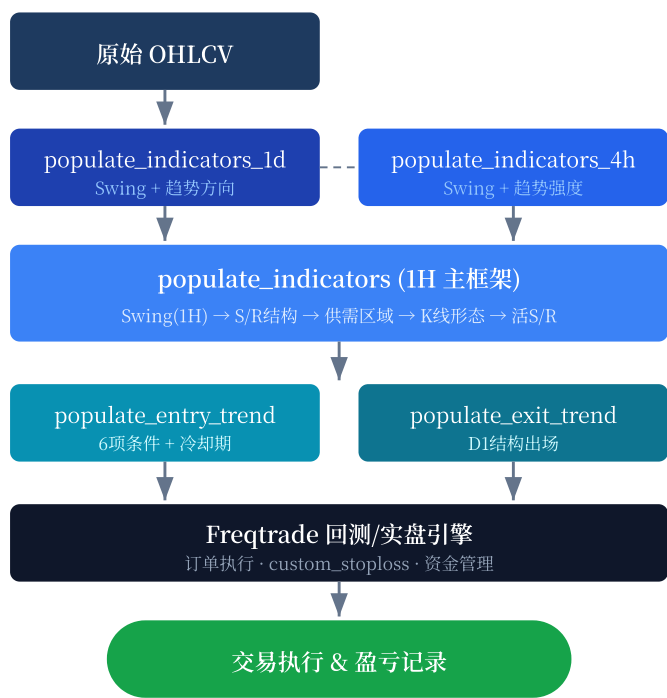 原始 OHLCV
populate_indicators_1d
Swing + 趋势方向
populate_indicators_4h
Swing + 趋势强度
populate_indicators (1H 主框架)
Swing(1H) → S/R结构 → 供需区域 → K线形态 → 活S/R
populate_entry_trend
6项条件 + 冷却期
populate_exit_trend
D1结构出场
Freqtrade 回测/实盘引擎
订单执行 · custom_stoploss · 资金管理
交易执行 & 盈亏记录